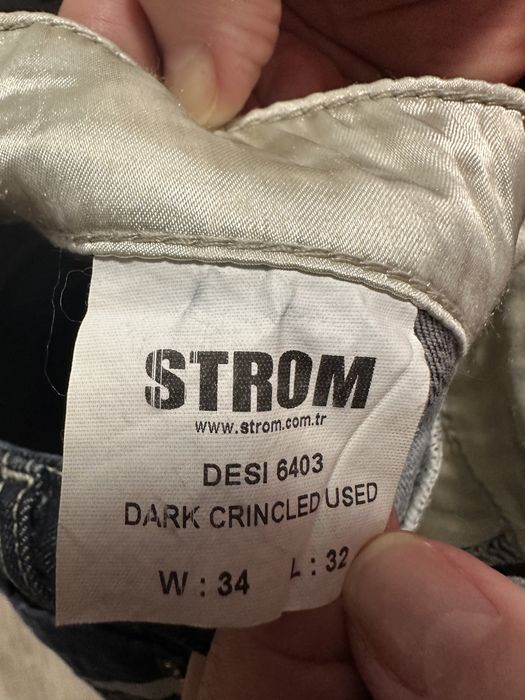 STROM
www.strom.com.tr
DESI 6403
DARK CRINCLED USED
W : 34 L : 32